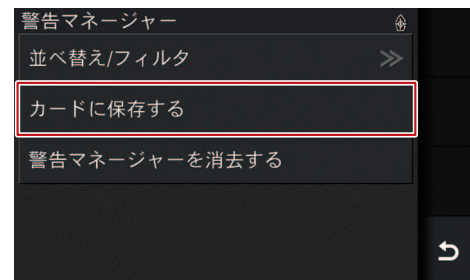 警告マネージャー
並べ替え/フィルタ
カードに保存する
警告マネージャーを消去する